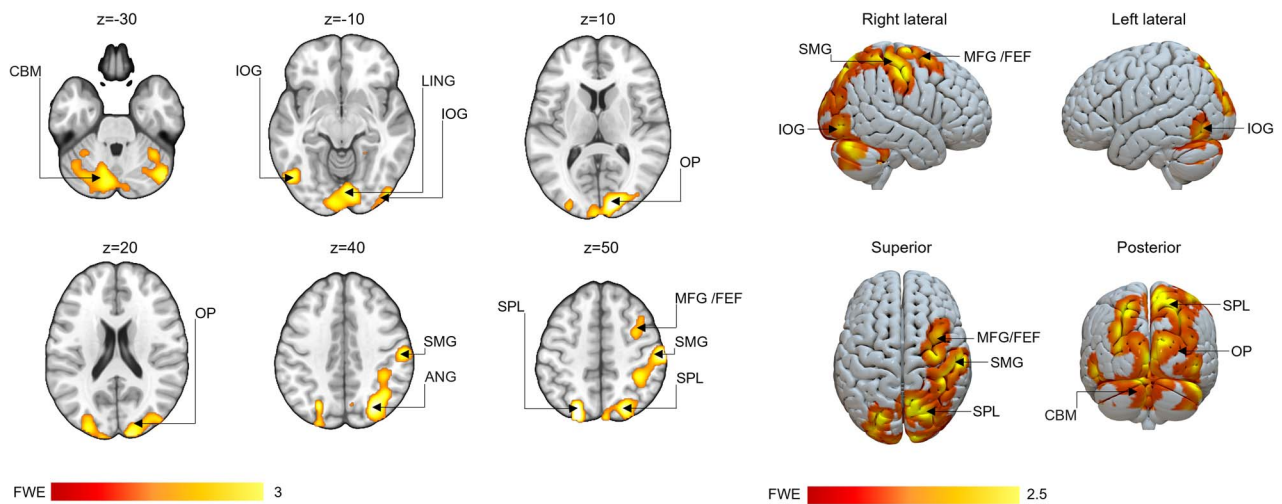 z=-30
z=-10
z=10
Right lateral
Left lateral
CBM
IOG
LING
IOG
OP
SMG
MFG /FEF
IOG
IOG
z=20
z=40
z=50
Superior
Posterior
OP
SMG
ANG
SPL
MFG /FEF
SMG
SPL
MFG/FEF
SMG
SPL
SPL
OP
CBM
FWE
3
FWE
2.5